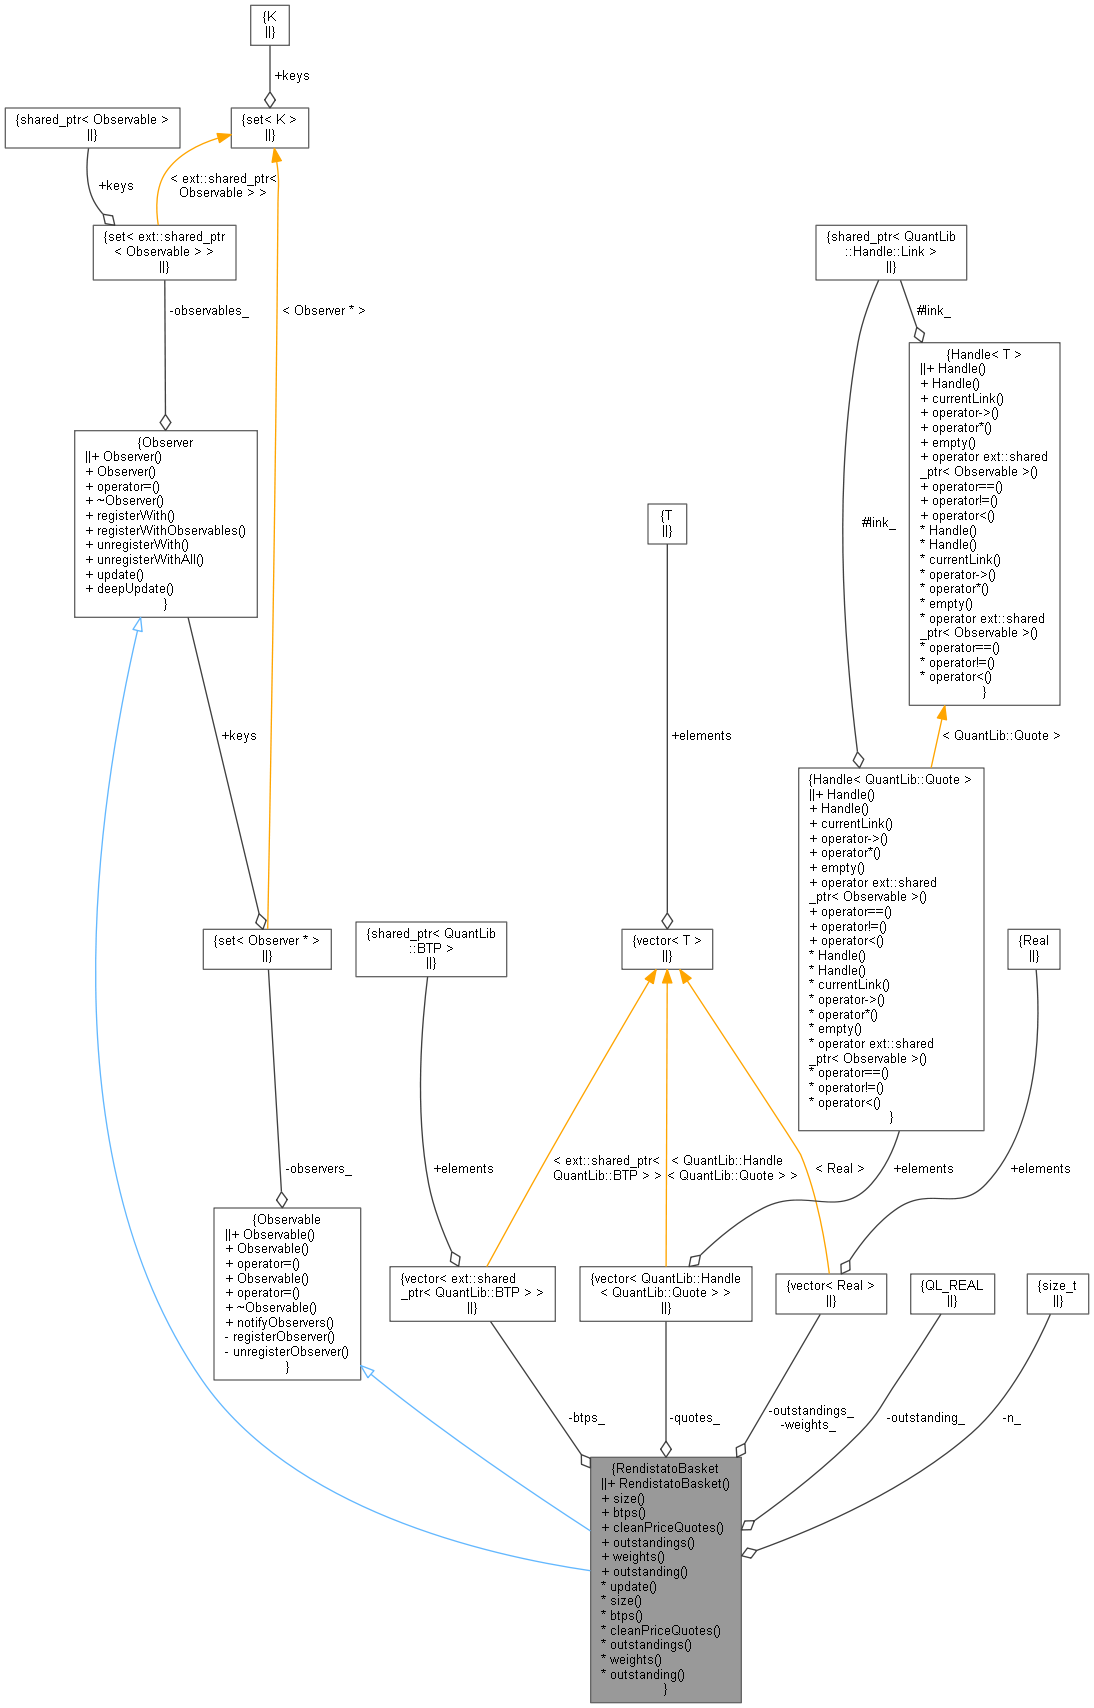 {K
||}
+keys
{shared_ptr< Observable >
||}
{set< K >
||}
+keys
< ext::shared_ptr<
Observable > >
{set< ext::shared_ptr
< Observable > >
||}
{shared_ptr< QuantLib
::Handle::Link >
||}
-observables_
< Observer * >
#link_
{Handle< T >
||+ Handle()
+ Handle()
+ currentLink()
+ operator->()
+ operator*()
+ empty()
+ operator ext::shared
_ptr< Observable >()
+ operator==()
+ operator!=()
+ operator<()
* Handle()
* Handle()
* currentLink()
* operator->()
* operator*()
* empty()
* operator ext::shared
_ptr< Observable >()
* operator==()
* operator!=()
* operator<()
}
{Observer
||+ Observer()
+ Observer()
+ operator=()
+ ~Observer()
+ registerWith()
+ registerWithObservables()
+ unregisterWith()
+ unregisterWithAll()
+ update()
+ deepUpdate()
}
#link_
{T
||}
+keys
+elements
< QuantLib::Quote >
{Handle< QuantLib::Quote >
||+ Handle()
+ Handle()
+ currentLink()
+ operator->()
+ operator*()
+ empty()
+ operator ext::shared
_ptr< Observable >()
+ operator==()
+ operator!=()
+ operator<()
* Handle()
* Handle()
* currentLink()
* operator->()
* operator*()
* empty()
* operator ext::shared
_ptr< Observable >()
* operator==()
* operator!=()
* operator<()
}
{set< Observer * >
||}
{shared_ptr< QuantLib
::BTP >
||}
{vector< T >
||}
{Real
||}
-observers_
+elements
< ext::shared_ptr<
QuantLib::BTP > >
< QuantLib::Handle
< QuantLib::Quote > >
< Real >
+elements
+elements
{Observable
||+ Observable()
+ Observable()
+ operator=()
+ Observable()
+ operator=()
+ ~Observable()
+ notifyObservers()
- registerObserver()
- unregisterObserver()
}
{vector< ext::shared
_ptr< QuantLib::BTP > >
||}
{vector< QuantLib::Handle
< QuantLib::Quote > >
||}
{vector< Real >
||}
{QL_REAL
||}
{size_t
||}
-btps_
-quotes_
-outstandings_
-weights_
-outstanding_
-n_
{RendistatoBasket
||+ RendistatoBasket()
+ size()
+ btps()
+ cleanPriceQuotes()
+ outstandings()
+ weights()
+ outstanding()
* update()
* size()
* btps()
* cleanPriceQuotes()
* outstandings()
* weights()
* outstanding()
}